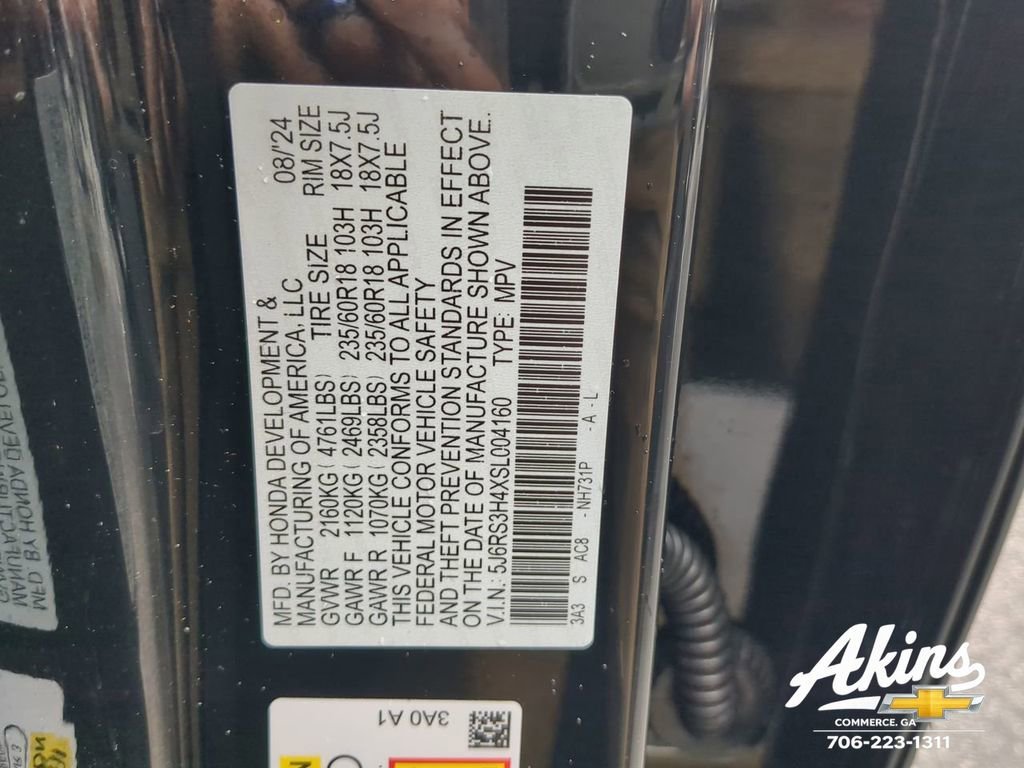 MFD. BY HONDA DEVELOPMENT &
MANUFACTURING OF AMERICA, LLC 08/'24
TIRE SIZE RIM SIZE
GVWR 2160KG ( 4761LBS)
GAWR F 1120KG ( 2469LBS) 235/60R18 103H 18X7.5J
GAWR R 1070KG ( 2358LBS) 235/60R18 103H 18X7.5J
THIS VEHICLE CONFORMS TO ALL APPLICABLE
FEDERAL MOTOR VEHICLE SAFETY
AND THEFT PREVENTION STANDARDS IN EFFECT
ON THE DATE OF MANUFACTURE SHOWN ABOVE.
V.I.N.: 5J6RS3H4XSL004160 TYPE: MPV
3A3 S AC8 - NH731P - A - L
3A0 A1
Akins
COMMERCE, GA
706-223-1311